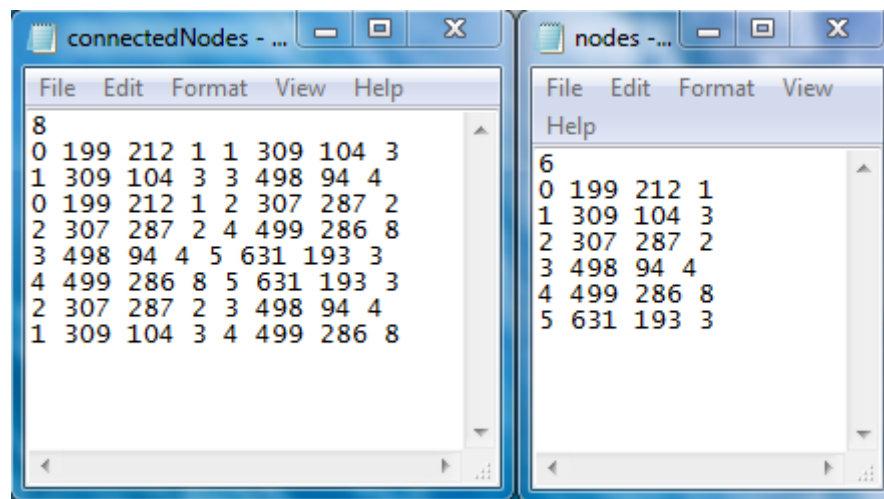 connectedNodes - ...
File Edit Format View Help
8
0 199 212 1 1 309 104 3
1 309 104 3 3 498 94 4
0 199 212 1 2 307 287 2
2 307 287 2 4 499 286 8
3 498 94 4 5 631 193 3
4 499 286 8 5 631 193 3
2 307 287 2 3 498 94 4
1 309 104 3 4 499 286 8
nodes -...
File Edit Format View
Help
6
0 199 212 1
1 309 104 3
2 307 287 2
3 498 94 4
4 499 286 8
5 631 193 3